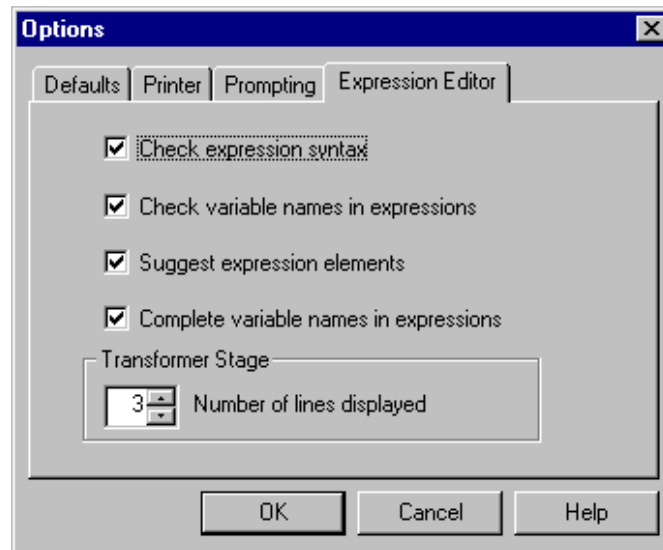 Options
Defaults Printer Prompting Expression Editor
Check expression syntax
Check variable names in expressions
Suggest expression elements
Complete variable names in expressions
Transformer Stage
3 Number of lines displayed
OK Cancel Help